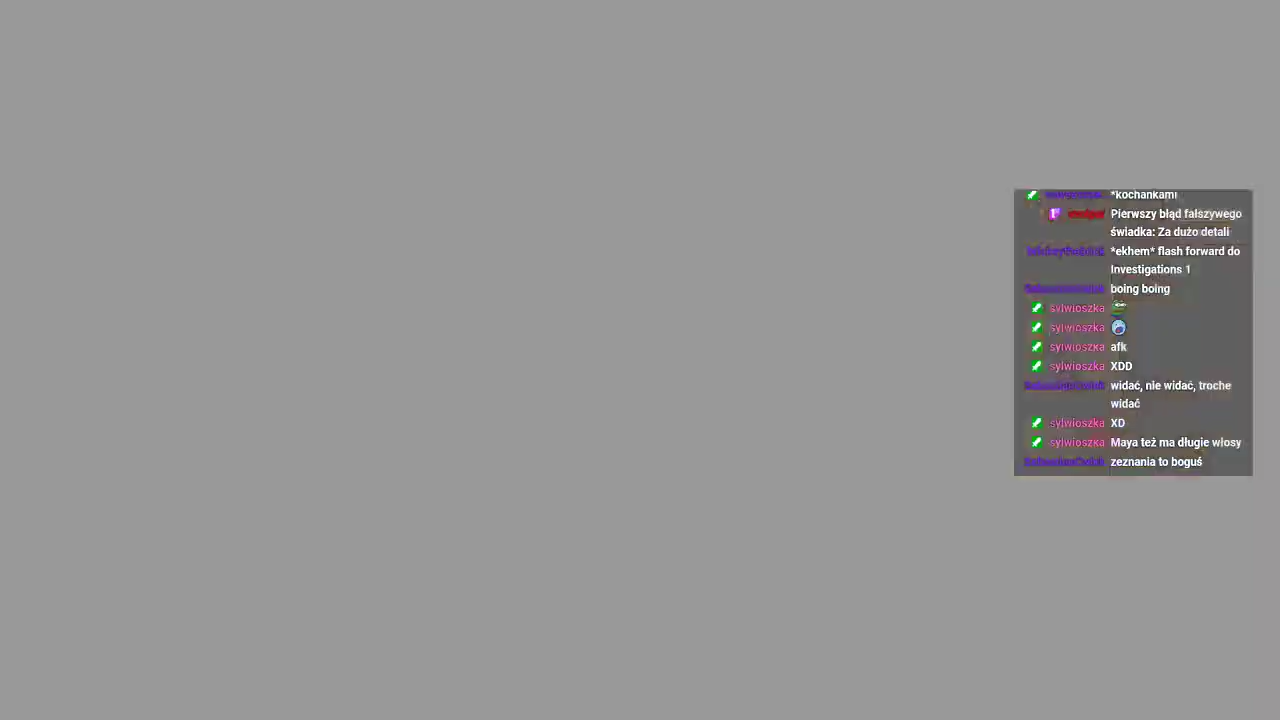 *kochankami
Pierwszy błąd fałszywego
świadka: Za dużo detali
*ekhem* flash forward do
Investigations 1
boing boing
sylwioszka
sylwioszka
sylwioszka afk
sylwioszka XDD
widać, nie widać, troche
widać
sylwioszka XD
sylwioszka Maya też ma długie włosy
zeznania to boguś